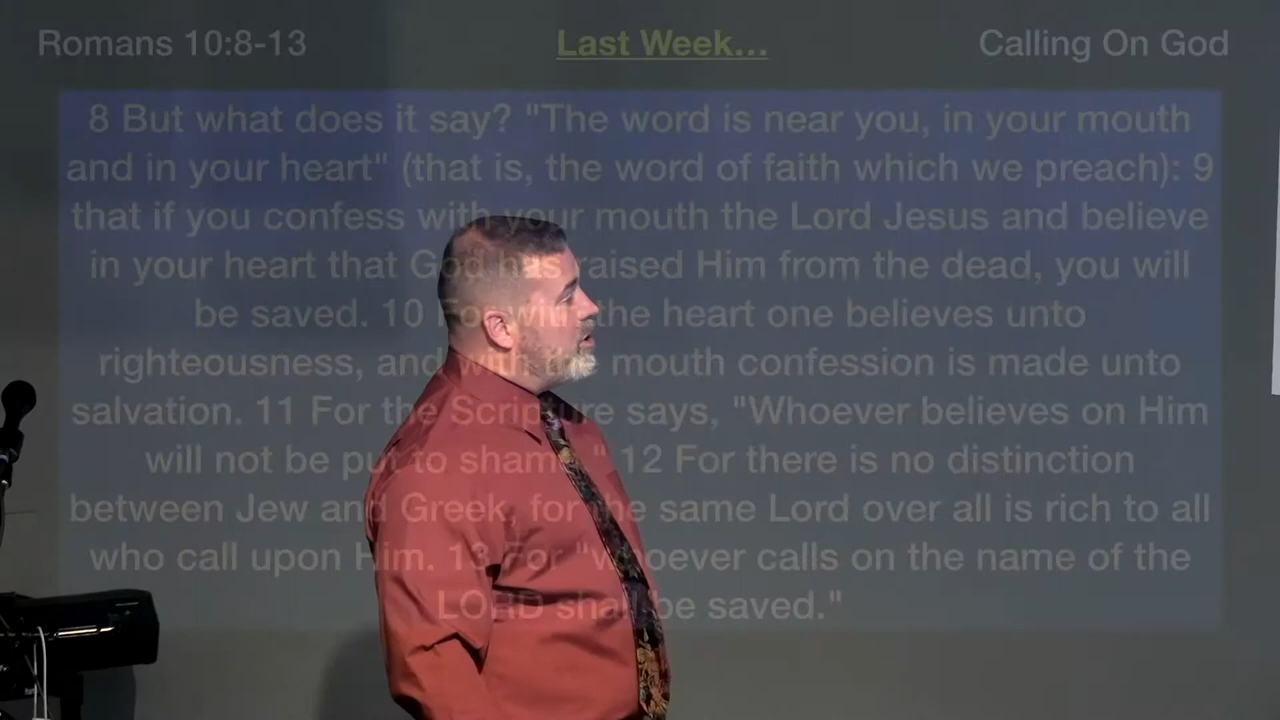 Romans 10:8-13 Last Week... Calling On God
8 But what does it say? "The word is near you, in your mouth
and in your heart" (that is, the word of faith which we preach): 9
that if you confess with your mouth the Lord Jesus and believe
in your heart that God has raised Him from the dead, you will
be saved. 10 For with the heart one believes unto
righteousness, and with the mouth confession is made unto
salvation. 11 For the Scripture says, "Whoever believes on Him
will not be put to shame." 12 For there is no distinction
between Jew and Greek, for the same Lord over all is rich to all
who call upon Him. 13 For "whoever calls on the name of the
LORD shall be saved."